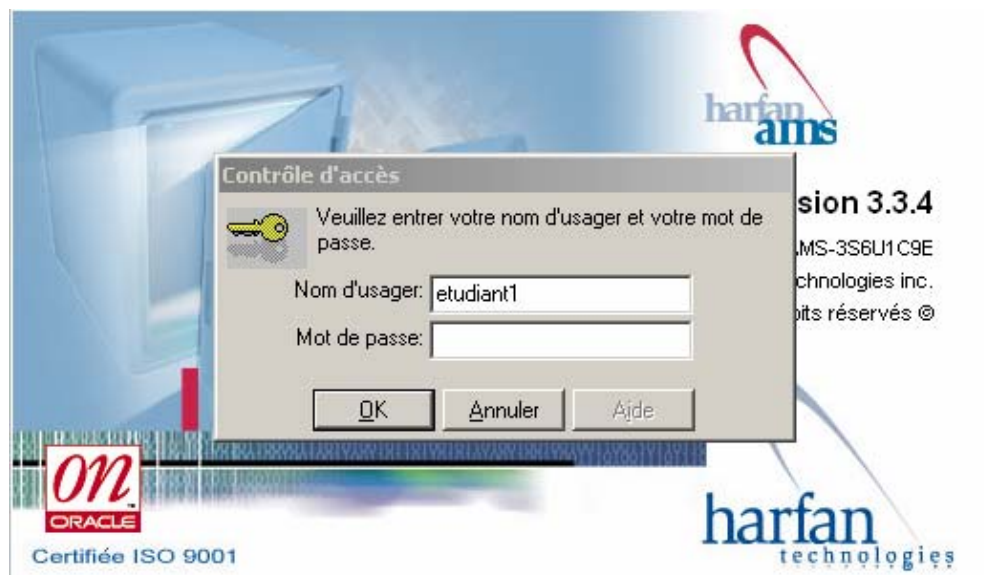 harfan
ams
Contrôle d'accès
Veuillez entrer votre nom d'usager et votre mot de
passe.
Nom d'usager: etudiant1
Mot de passe:
OK Annuler Aide
sion 3.3.4
MS-3S6U1C9E
chnologies inc.
its réservés ©
on
ORACLE
Certifiée ISO 9001
harfan
technologies